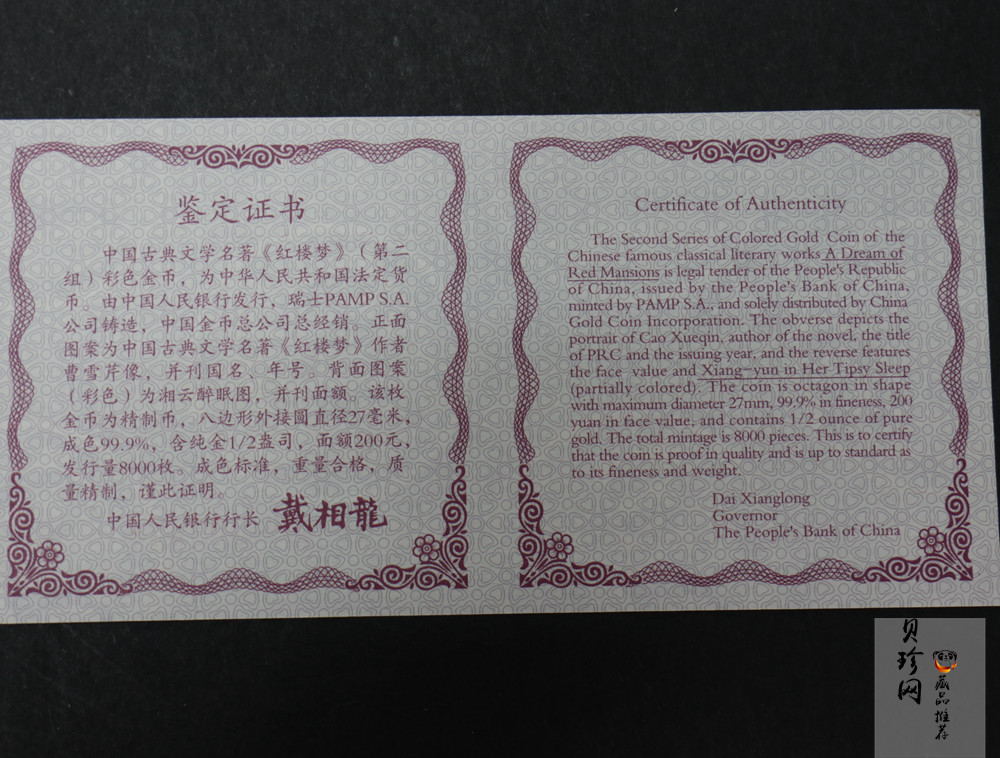 鉴定证书
中国古典文学名著《红楼梦》（第二
组）彩色金币，为中华人民共和国法定货
币。由中国人民银行发行，瑞士PAMP S.A.
公司铸造，中国金币总公司总经销。正面
图案为中国古典文学名著《红楼梦》作者
曹雪芹像，并刊国名、年号。背面图案
（彩色）为湘云醉眠图，并刊面额。该枚
金币为精制币，八边形外接圆直径27毫米，
成色99.9%，含纯金1/2盎司，面额200元，
发行量8000枚。成色标准，重量合格，质
量精制，谨此证明。
中国人民银行行长 戴相龍
Certificate of Authenticity
The Second Series of Colored Gold Coin of the
Chinese famous classical literary works A Dream of
Red Mansions is legal tender of the People's Republic
of China, issued by the People's Bank of China,
minted by PAMP S.A., and solely distributed by China
Gold Coin Incorporation. The obverse depicts the
portrait of Cao Xueqin, author of the novel, the title
of PRC and the issuing year, and the reverse features
the face value and Xiang-yun in Her Tipsy Sleep
(partially colored). The coin is octagon in shape
with maximum diameter 27mm, 99.9% in fineness, 200
yuan in face value, and contains 1/2 ounce of pure
gold. The total mintage is 8000 pieces. This is to certify
that the coin is proof in quality and is up to standard as
to its fineness and weight.
Dai Xianglong
Governor
The People's Bank of China
贝珍网
藏品推荐